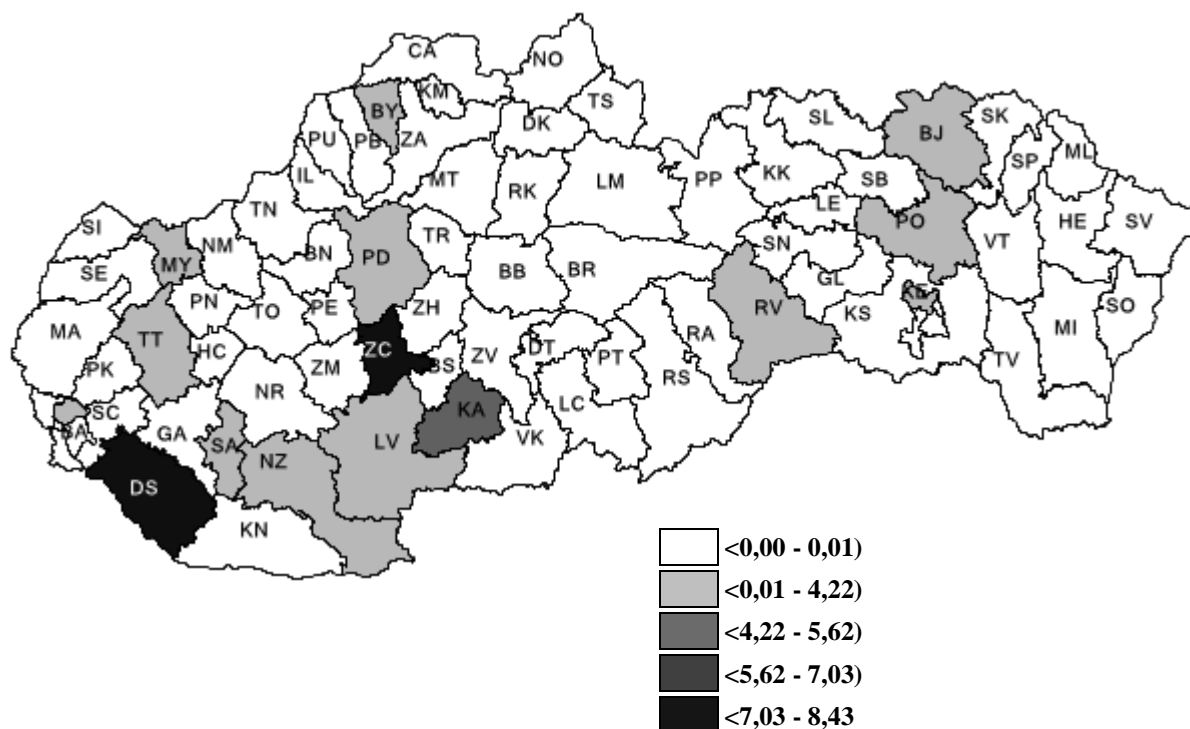 CA
NO
KM
TS
BY
DK
PU
PB
ZA
SL
BJ
SK
SP
ML
IL
MT
RK
LM
PP
KK
SB
LE
TN
SI
NM
BN
PD
TR
SN
PO
VT
HE
SV
SE
MY
BB
BR
GL
PN
TO
PE
ZH
KE
RV
KS
SO
MA
TT
HC
ZM
ZC
BS
ZV
DT
PT
RA
MI
PK
NR
RS
TV
SC
BA
GA
SA
NZ
LV
KA
VK
LC
DS
KN
<0,00 - 0,01)
<0,01 - 4,22)
<4,22 - 5,62)
<5,62 - 7,03)
<7,03 - 8,43